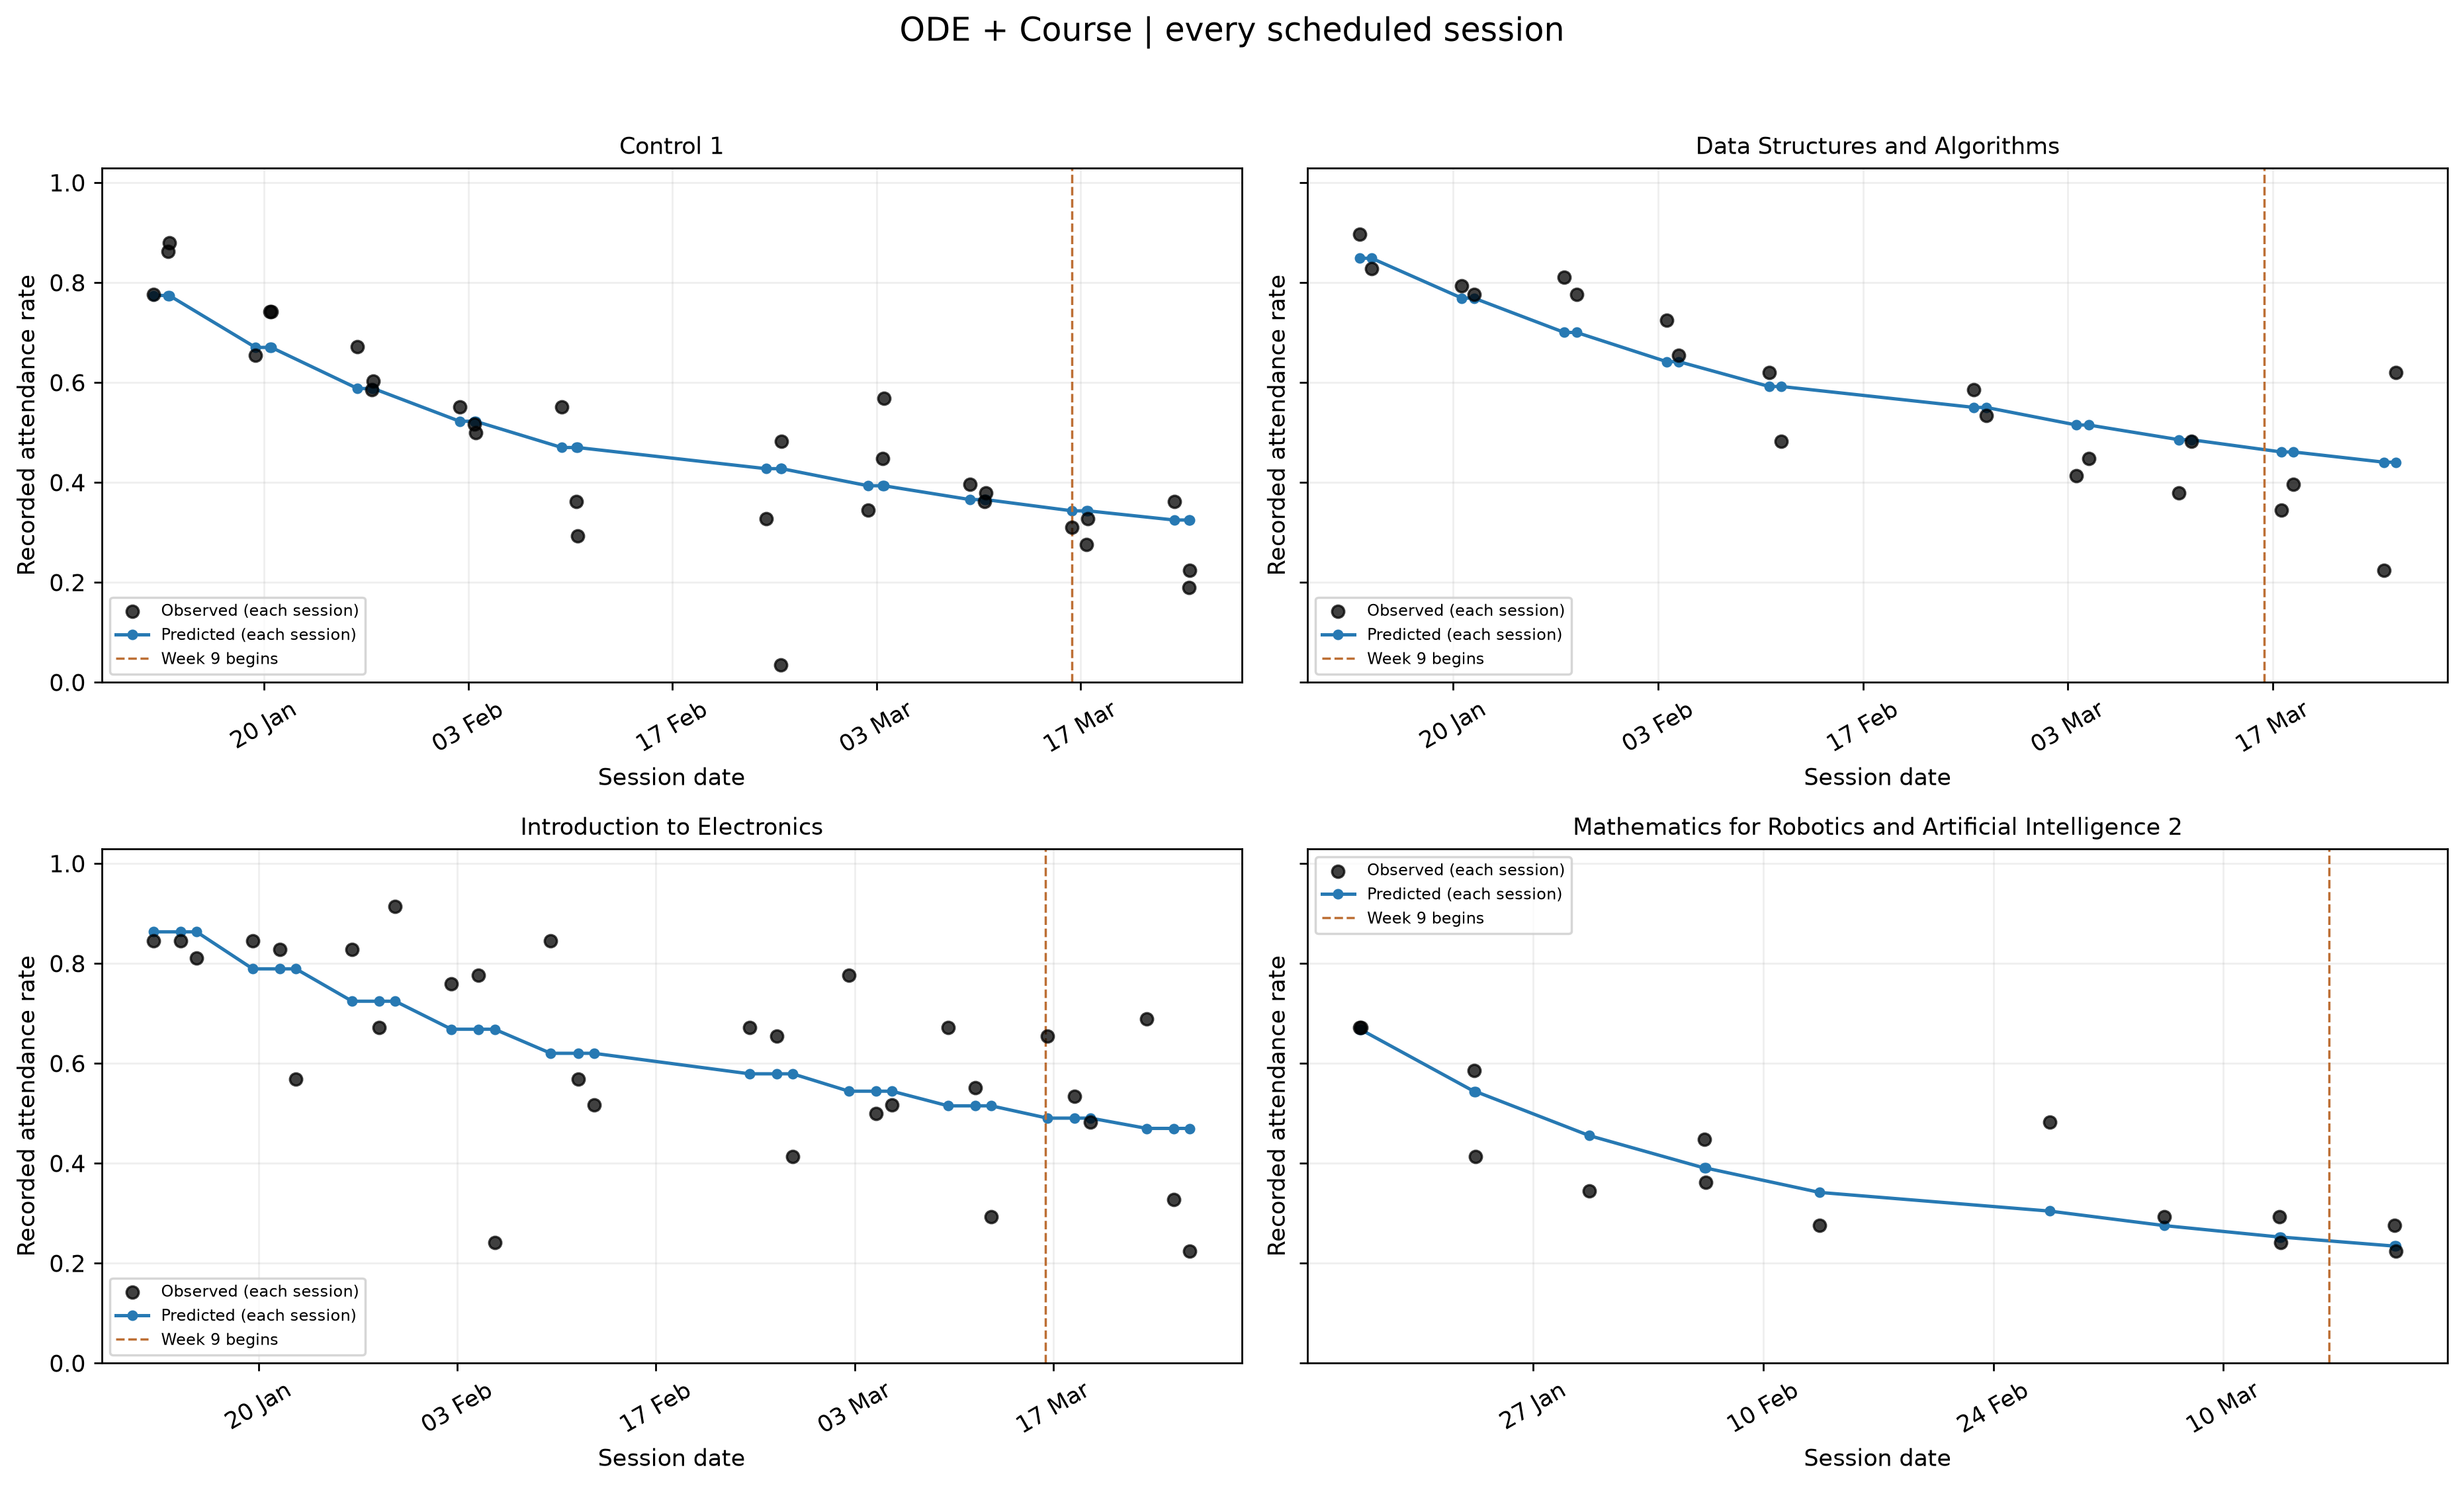 ODE + Course | every scheduled session
Control 1
Recorded attendance rate
1.0
0.8
0.6
0.4
0.2
0.0
Observed (each session)
Predicted (each session)
Week 9 begins
20 Jan
03 Feb
17 Feb
03 Mar
17 Mar
Session date
Data Structures and Algorithms
Recorded attendance rate
Observed (each session)
Predicted (each session)
Week 9 begins
20 Jan
03 Feb
17 Feb
03 Mar
17 Mar
Session date
Introduction to Electronics
Recorded attendance rate
1.0
0.8
0.6
0.4
0.2
0.0
Observed (each session)
Predicted (each session)
Week 9 begins
20 Jan
03 Feb
17 Feb
03 Mar
17 Mar
Session date
Mathematics for Robotics and Artificial Intelligence 2
Recorded attendance rate
Observed (each session)
Predicted (each session)
Week 9 begins
27 Jan
10 Feb
24 Feb
10 Mar
Session date